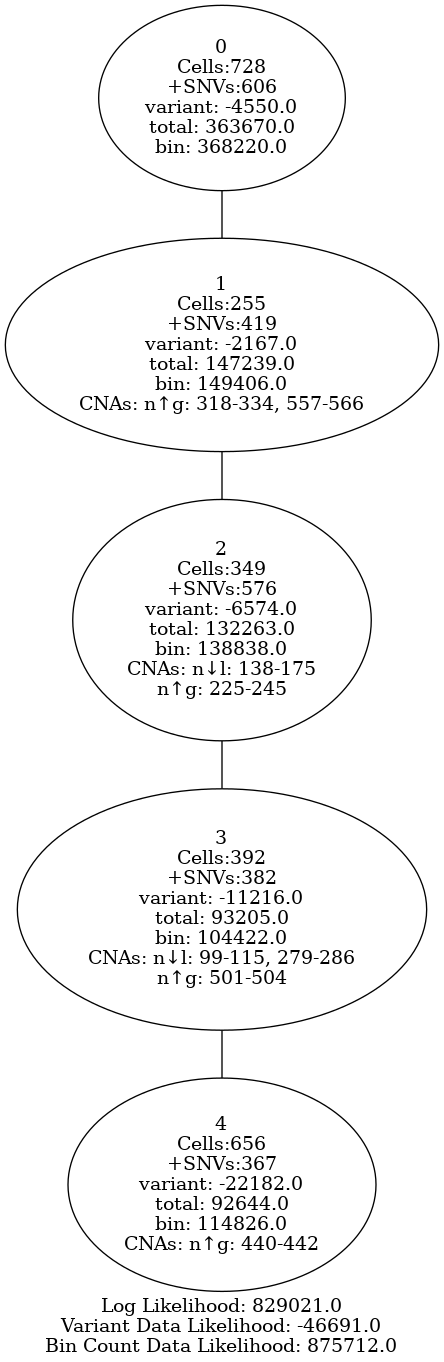 0
Cells:728
+SNVs:606
variant: -4550.0
total: 363670.0
bin: 368220.0
1
Cells:255
+SNVs:419
variant: -2167.0
total: 147239.0
bin: 149406.0
CNAs: n↑g: 318-334, 557-566
2
Cells:349
+SNVs:576
variant: -6574.0
total: 132263.0
bin: 138838.0
CNAs: n↓l: 138-175
n↑g: 225-245
3
Cells:392
+SNVs:382
variant: -11216.0
total: 93205.0
bin: 104422.0
CNAs: n↓l: 99-115, 279-286
n↑g: 501-504
4
Cells:656
+SNVs:367
variant: -22182.0
total: 92644.0
bin: 114826.0
CNAs: n↑g: 440-442
Log Likelihood: 829021.0
Variant Data Likelihood: -46691.0
Bin Count Data Likelihood: 875712.0